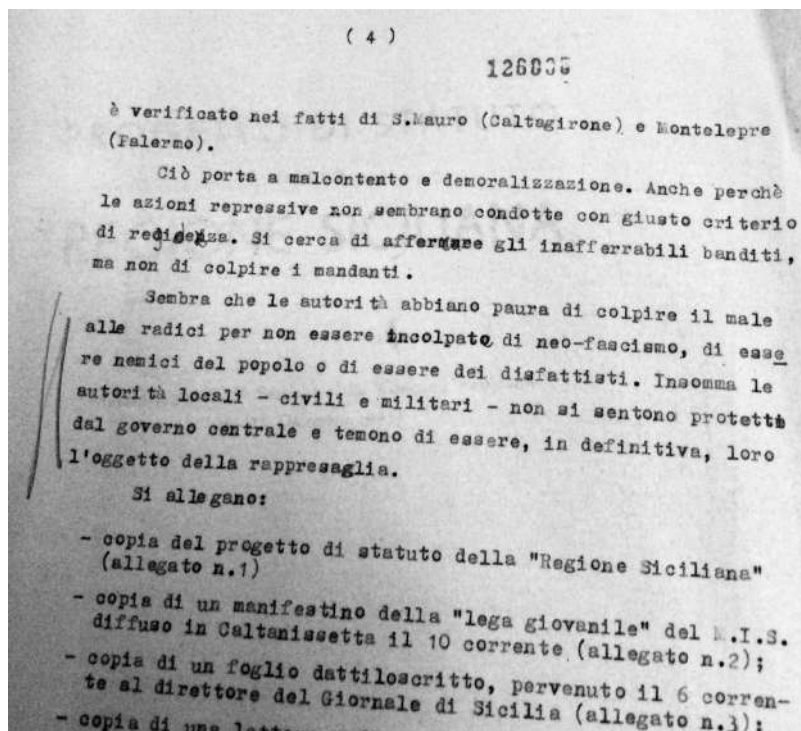 ( 4 )
è verificato nei fatti di S.Mauro (Caltagirone) e Montelepre
(Palermo).
Ciò porta a malcontento e demoralizzazione. Anche perchè
le azioni repressive non sembrano condotte con giusto criterio
di Si cerca di gli inafferrabili banditi,
ma non di colpire i mandanti.
Sembra che le autorità abbiano paura di colpire il male
alle radici per non essere incolpate di neo-fascismo, di esse
re nemici del popolo o di essere dei disfattisti. Insomma le
autorità locali - civili e militari - non si sentono protette
dal governo centrale e temono di essere, in definitiva, loro
l'oggetto della rappresaglia.
Si allegano:
- copia del progetto di statuto della "Regione Siciliana"
(allegato n.1)
- copia di un manifestino della "lega giovanile" del M.I.S.
diffuso in Caltanissetta il 10 corrente (allegato n.2);
- copia di un foglio dattiloscritto, pervenuto il 6 corren-
te al direttore del Giornale di Sicilia (allegato n.3);
- copia di una